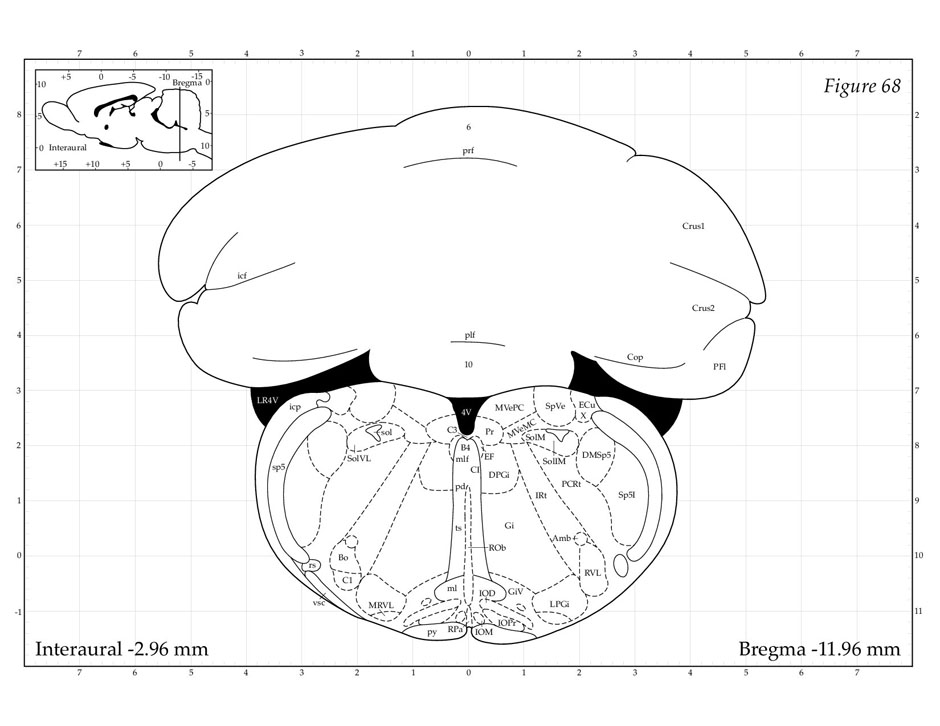 7 6 5 4 3 2 1 0 1 2 3 4 5 6 7
+5 0 -5 -10 -15
Bregma
10 0
5 5
0 Interaural 10
+15 +10 +5 0 -5
Figure 68
8 2
7 3
6 4
5 5
4 6
3 7
2 8
1 9
0 10
-1 11
6
prf
Crus1
icf
Crus2
plf
Cop
PFl
10
LR4V
icp
4V
MVePC
SpVe
ECu
X
sol
C3
Pr
MVeMC
SolM
SolVL
B4
mlf
EF
SolIM
DMSp5
sp5
CI
DPGi
PCRt
pd
IRt
Sp5I
ts
Gi
Amb
ROb
Bo
rs
C1
RVL
ml
IOD
GiV
vsc
MRVL
LPGi
IOPr
py
RPa
IOM
Interaural -2.96 mm
Bregma -11.96 mm
7 6 5 4 3 2 1 0 1 2 3 4 5 6 7